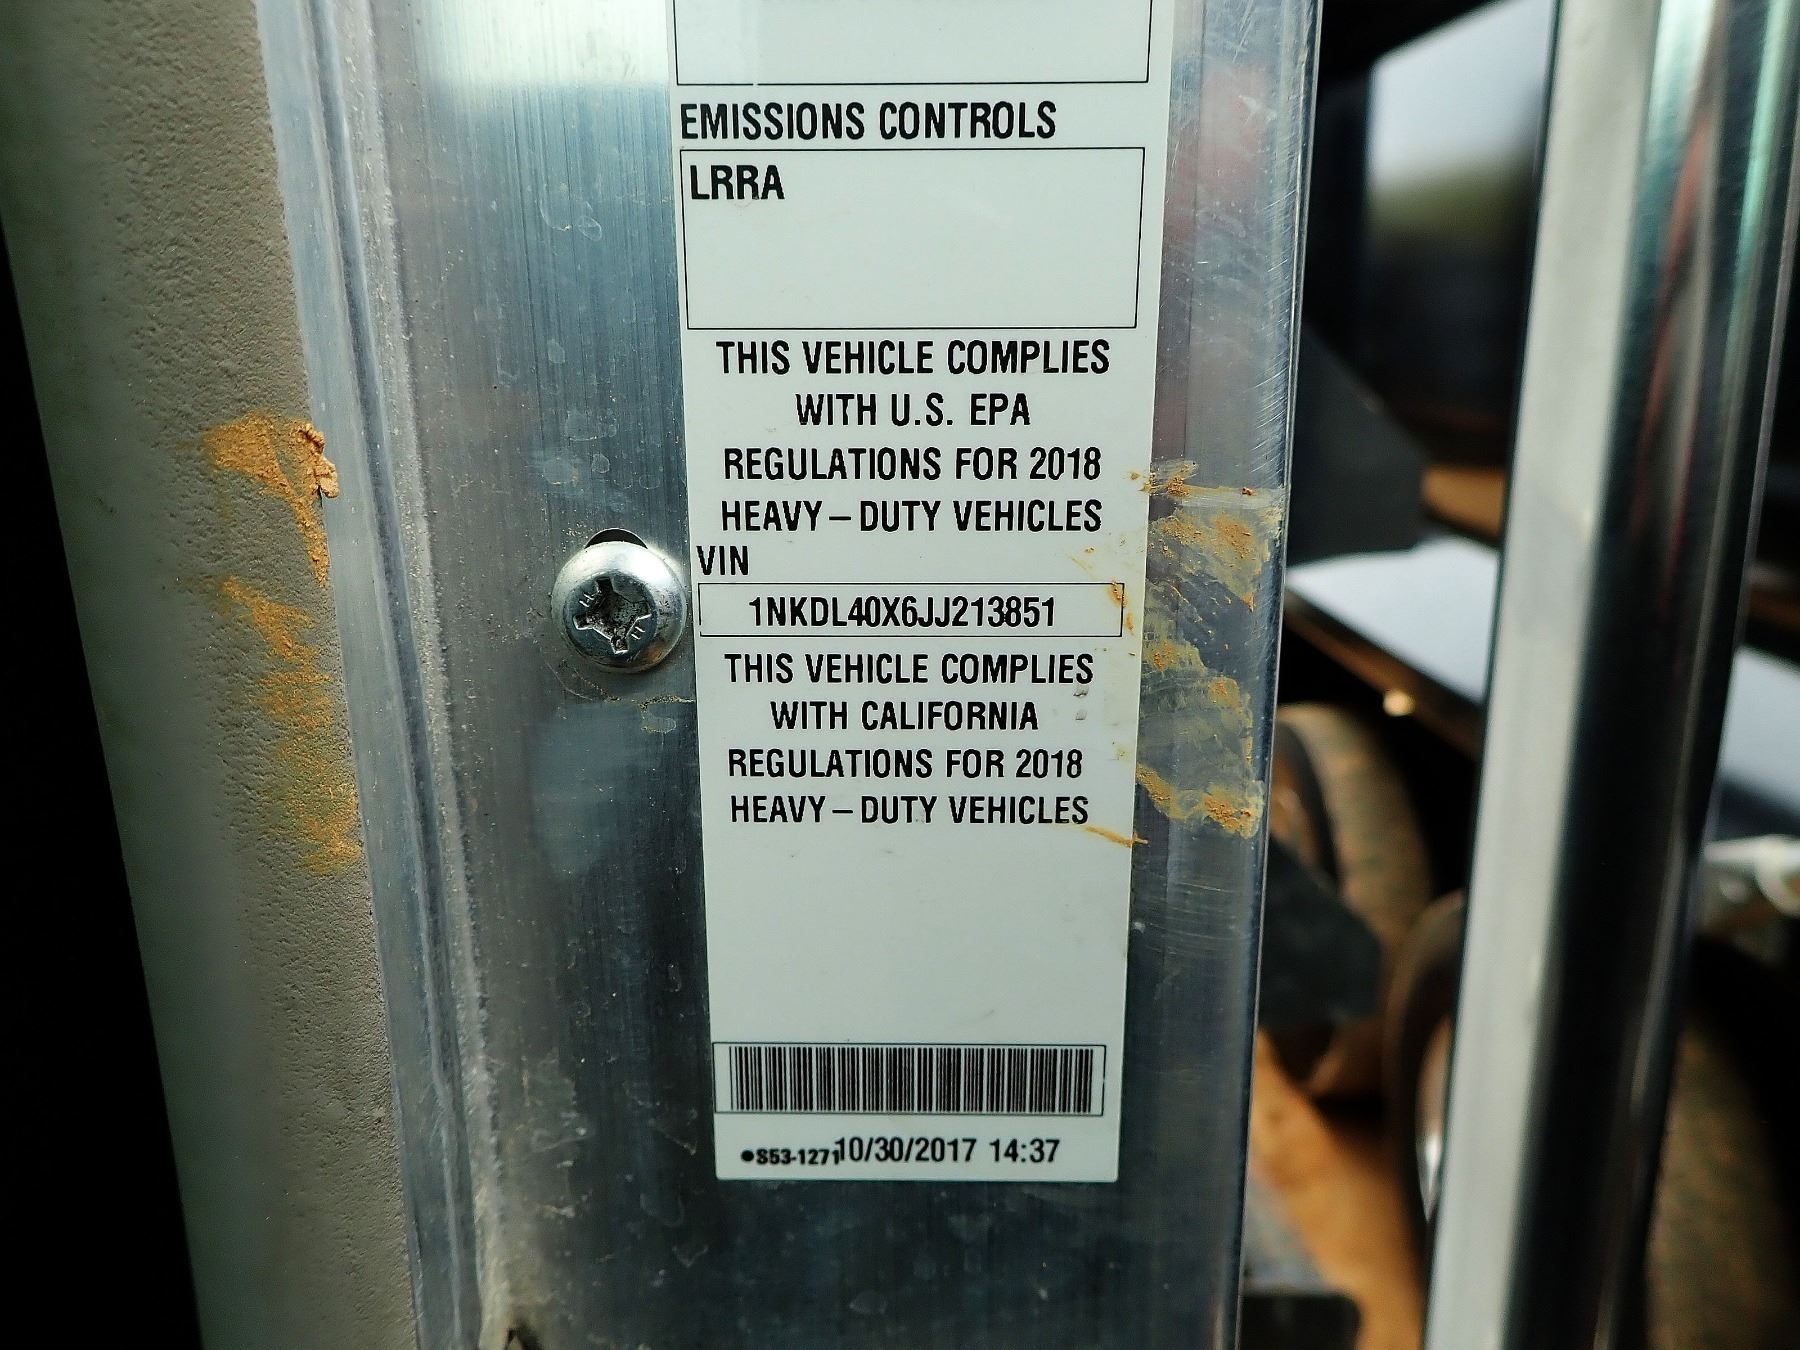 EMISSIONS CONTROLS
LRRA
THIS VEHICLE COMPLIES
WITH U.S. EPA
REGULATIONS FOR 2018
HEAVY–DUTY VEHICLES
VIN
1NKDL40X6JJ213851
THIS VEHICLE COMPLIES
WITH CALIFORNIA
REGULATIONS FOR 2018
HEAVY–DUTY VEHICLES
●S53-1271 10/30/2017 14:37